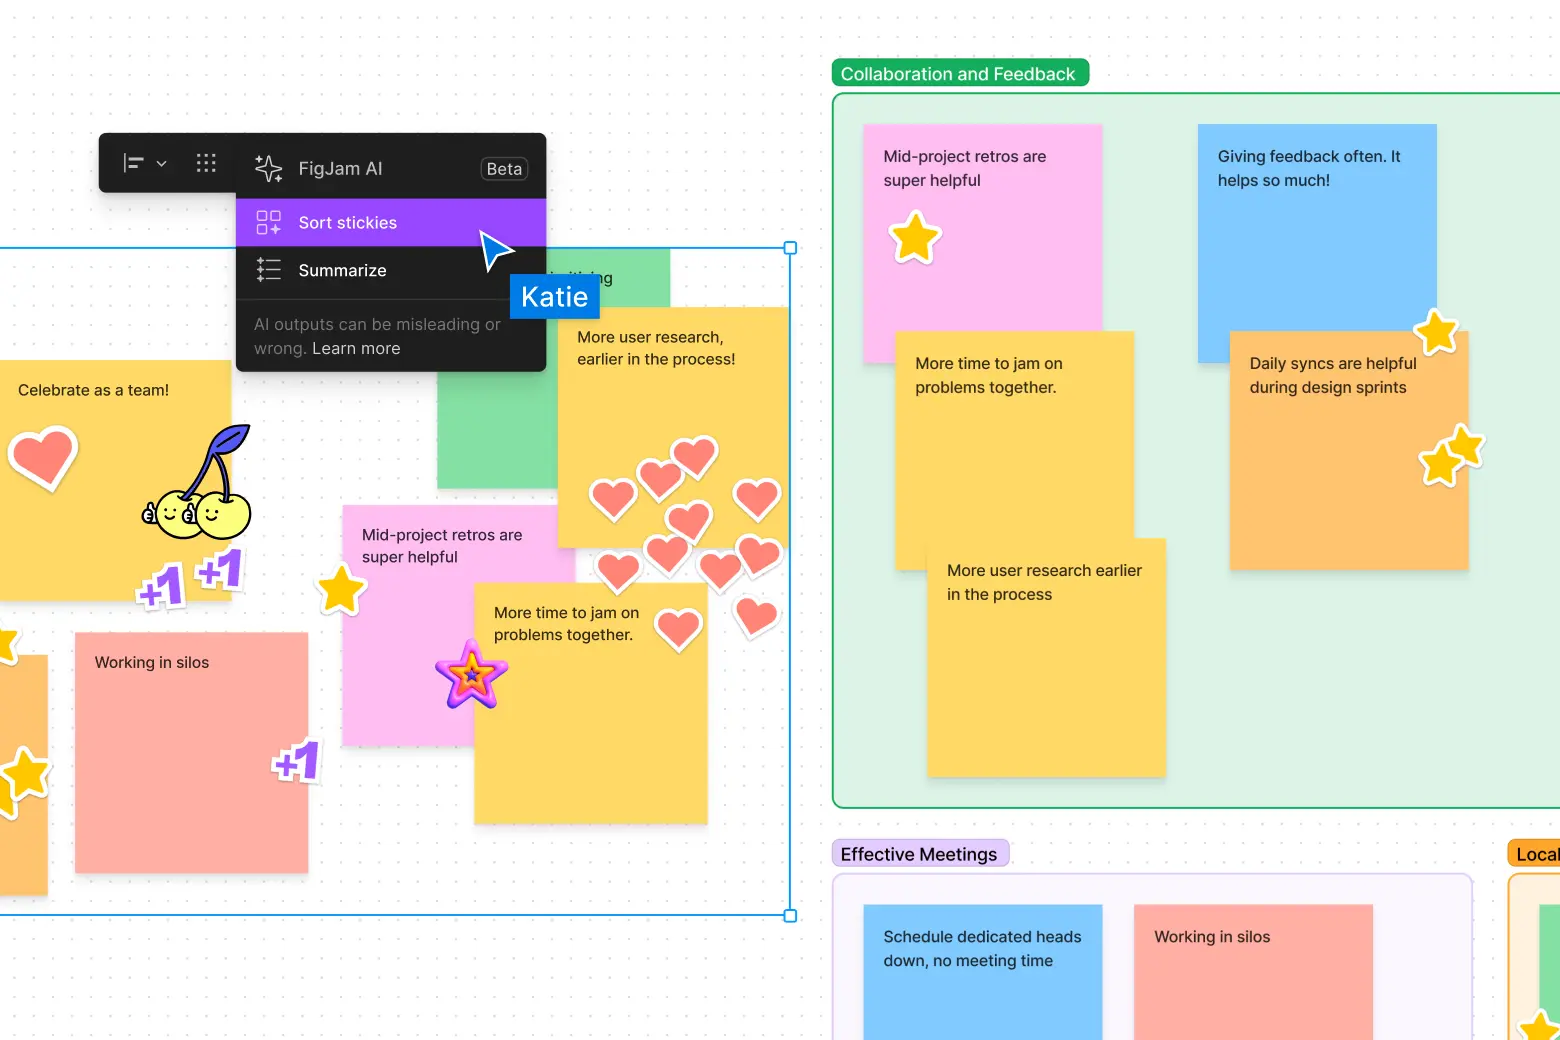 FigJam AI
Beta
Sort stickies
Summarize
AI outputs can be misleading or
wrong. Learn more
Katie
More user research,
earlier in the process!
Celebrate as a team!
+1
+1
Mid-project retros are
super helpful
More time to jam on
problems together.
Working in silos
+1
Collaboration and Feedback
Mid-project retros are
super helpful
Giving feedback often. It
helps so much!
More time to jam on
problems together.
Daily syncs are helpful
during design sprints
More user research earlier
in the process
Effective Meetings
Schedule dedicated heads
down, no meeting time
Working in silos
Local